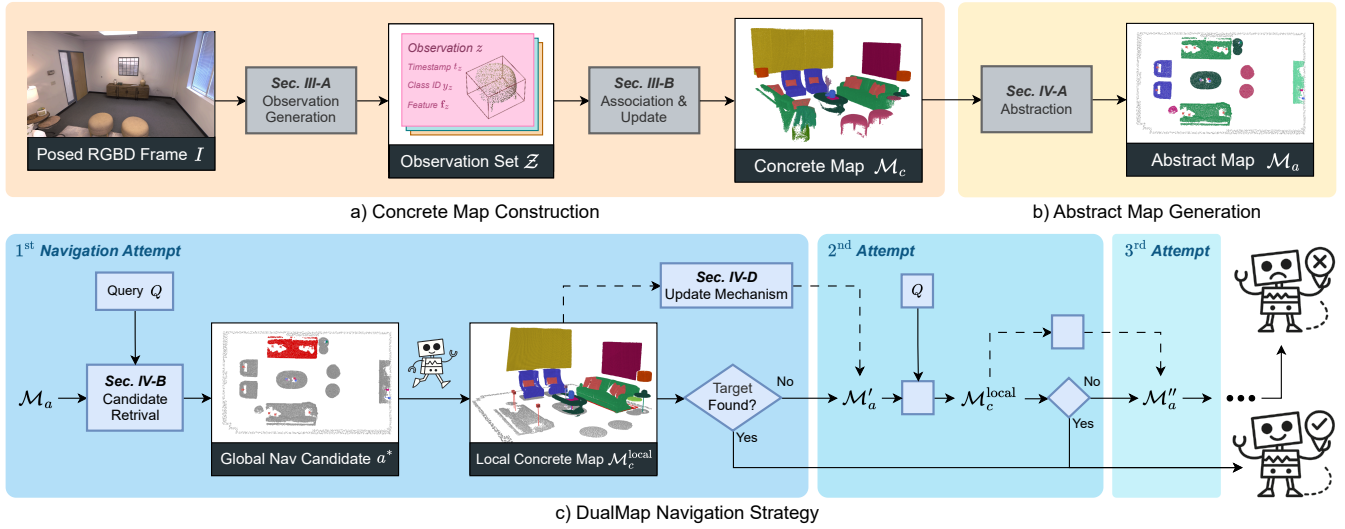 Sec. III-A
Observation
Generation
Posed RGBD Frame I
Observation z
Timestamp t_z
Class ID y_z
Feature f_z
Observation Set Z
Sec. III-B
Association &
Update
Concrete Map M_c
a) Concrete Map Construction
Sec. IV-A
Abstraction
Abstract Map M_a
b) Abstract Map Generation
1st Navigation Attempt
Query Q
M_a
Sec. IV-B
Candidate
Retrival
Global Nav Candidate a*
Local Concrete Map M_c^local
Sec. IV-D
Update Mechanism
Target
Found?
No
Yes
2nd Attempt
Q
M_a′
M_c^local
No
Yes
3rd Attempt
M_a″
•••
c) DualMap Navigation Strategy